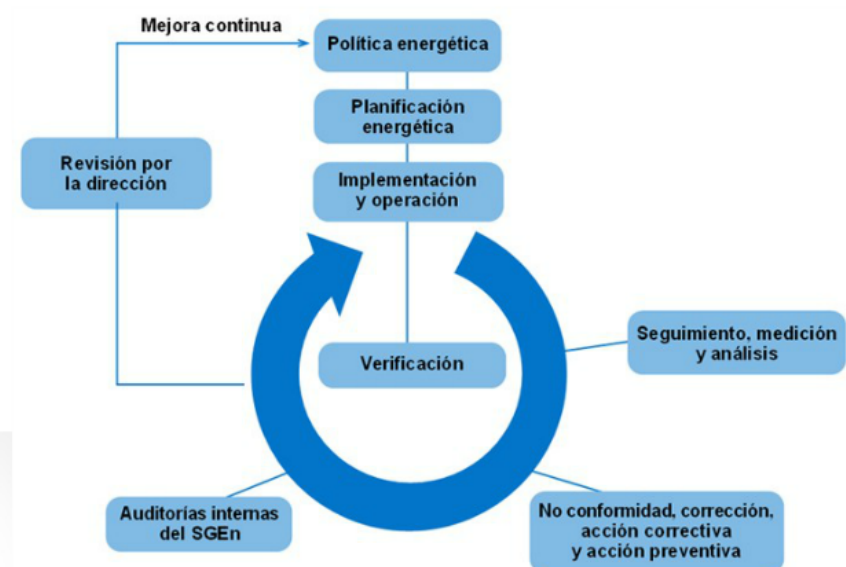 Mejora continua
Política energética
Planificación
energética
Revisión por
la dirección
Implementación
y operación
Seguimiento, medición
y análisis
Verificación
Auditorías internas
del SGEn
No conformidad, corrección,
acción correctiva
y acción preventiva